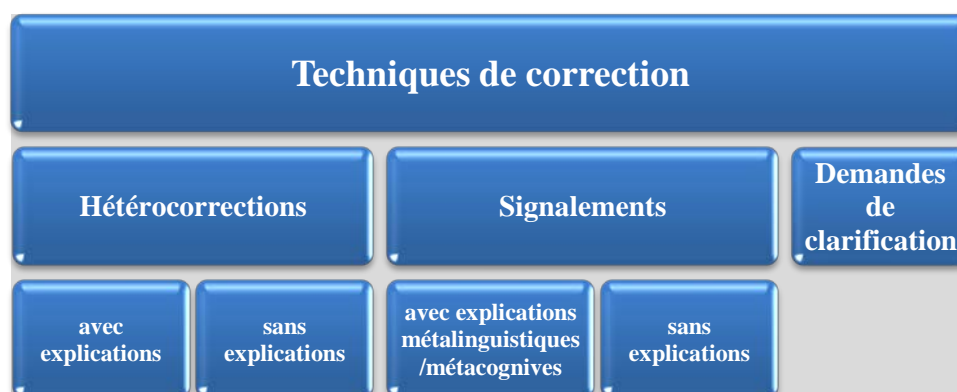 Techniques de correction
Hétérocorrections
Signalements
Demandes
de
clarification
avec
explications
sans
explications
avec explications
métalinguistiques
/métacognives
sans
explications